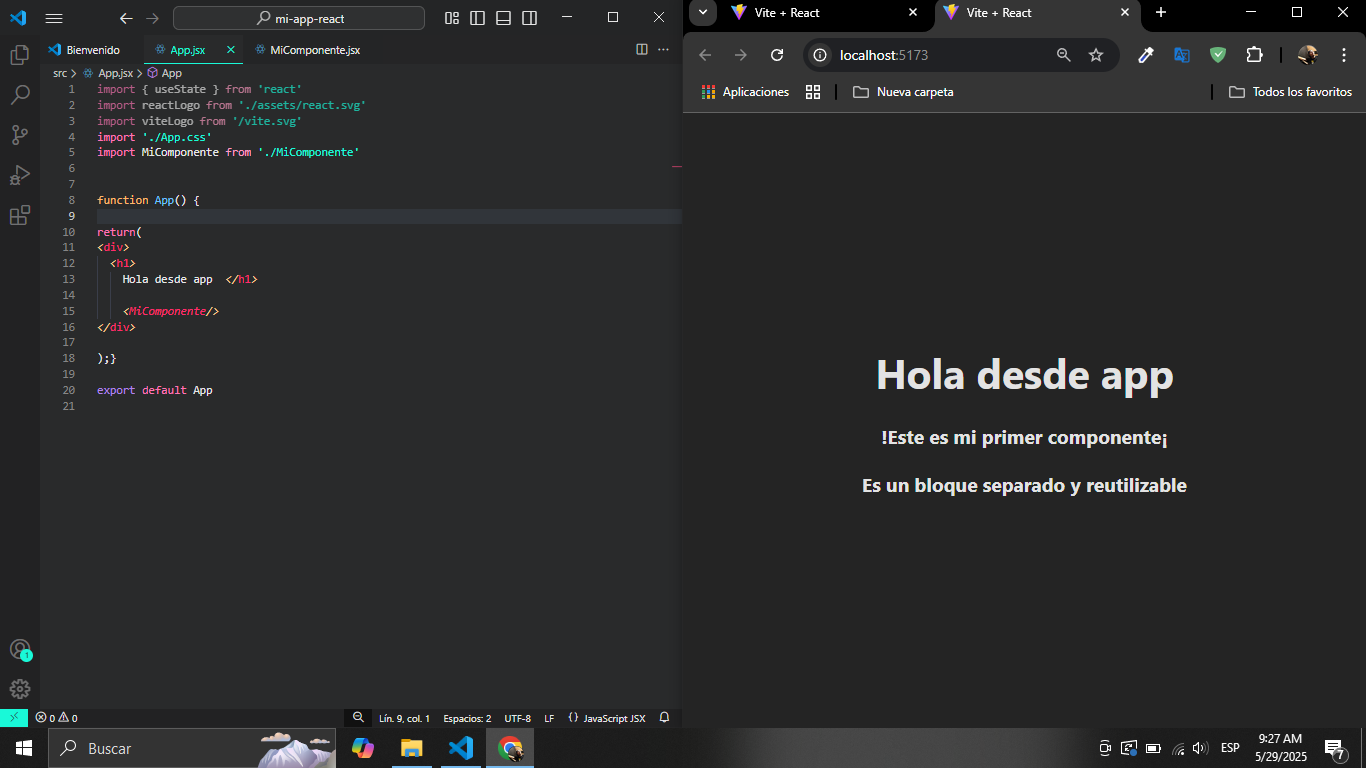 mi-app-react
Bienvenido
App.jsx
MiComponente.jsx
src > App.jsx > App
1 import { useState } from 'react'
2 import reactLogo from './assets/react.svg'
3 import viteLogo from '/vite.svg'
4 import './App.css'
5 import MiComponente from './MiComponente'
6
7
8 function App() {
9
10 return(
11 <div>
12 <h1>
13 Hola desde app </h1>
14
15 <MiComponente/>
16 </div>
17
18 );}
19
20 export default App
21
1
0 0
Lín. 9, col. 1
Espacios: 2
UTF-8
LF
{} JavaScript JSX
Vite + React
Vite + React
localhost:5173
Aplicaciones
Nueva carpeta
Todos los favoritos
Hola desde app
!Este es mi primer componente¡
Es un bloque separado y reutilizable
Buscar
ESP
9:27 AM
5/29/2025
7